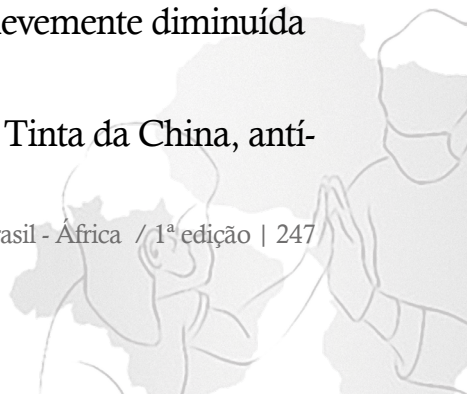 evemente diminuída
Tinta da China, antí-
asil - África / 1ª edição | 247